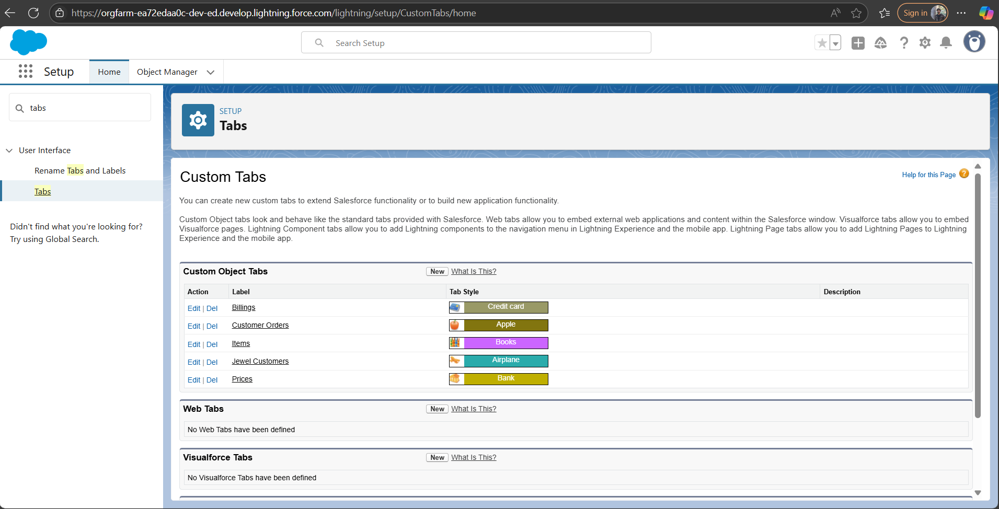 https://orgfarm-ea72edaa0c-dev-ed.develop.lightning.force.com/lightning/setup/CustomTabs/home
Sign in
Search Setup
Setup
Home
Object Manager
tabs
User Interface
Rename Tabs and Labels
Tabs
Didn't find what you're looking for?
Try using Global Search.
SETUP
Tabs
Custom Tabs
Help for this Page
You can create new custom tabs to extend Salesforce functionality or to build new application functionality.
Custom Object tabs look and behave like the standard tabs provided with Salesforce. Web tabs allow you to embed external web applications and content within the Salesforce window. Visualforce tabs allow you to embed
Visualforce pages. Lightning Component tabs allow you to add Lightning components to the navigation menu in Lightning Experience and the mobile app. Lightning Page tabs allow you to add Lightning Pages to Lightning
Experience and the mobile app.
Custom Object Tabs New What Is This?
Action Label Tab Style Description
Edit | Del Billings Credit card
Edit | Del Customer Orders Apple
Edit | Del Items Books
Edit | Del Jewel Customers Airplane
Edit | Del Prices Bank
Web Tabs New What Is This?
No Web Tabs have been defined
Visualforce Tabs New What Is This?
No Visualforce Tabs have been defined